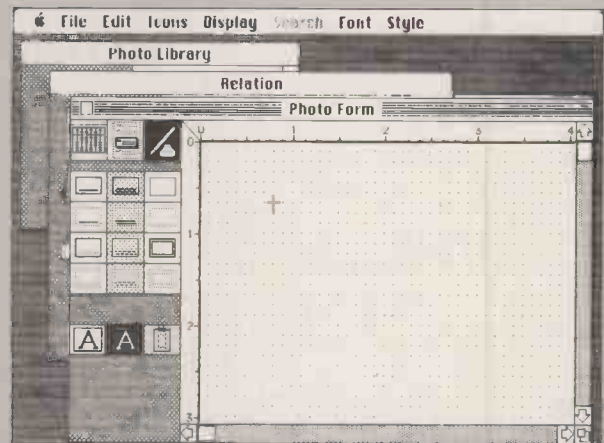 File Edit Icons Display Search Font Style
Photo Library
Relation
Photo Form
0 1 2 3 4
0
1
2
3
A A